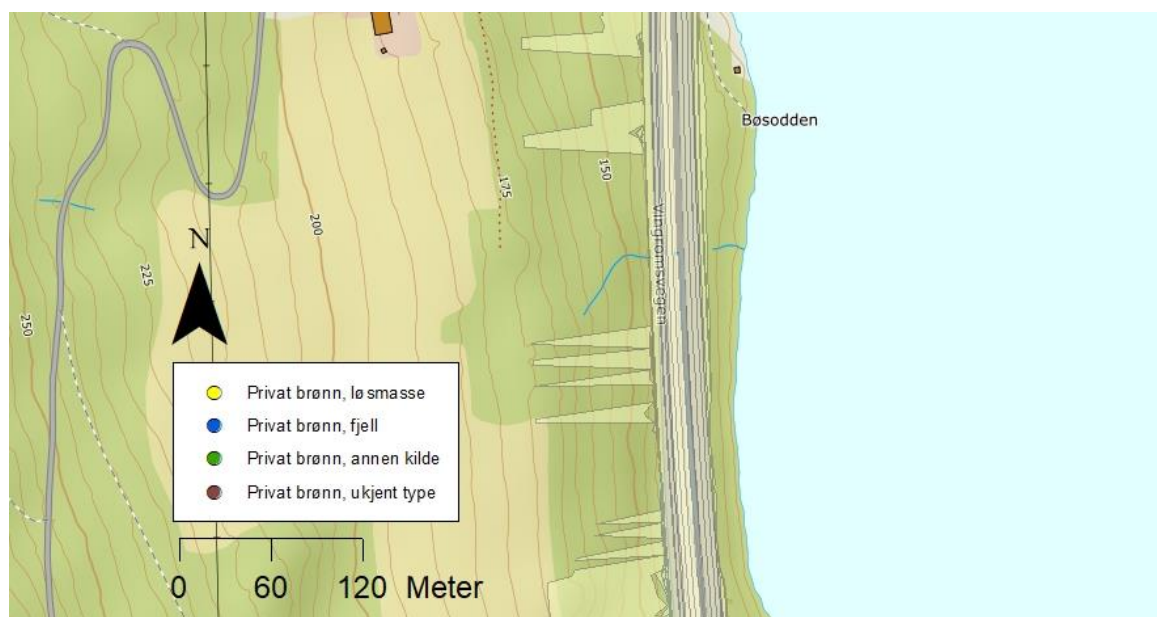 Bøsodden
150
175
200
Vingromsvegen
N
225
250
Privat brønn, løsmasse
Privat brønn, fjell
Privat brønn, annen kilde
Privat brønn, ukjent type
0 60 120 Meter